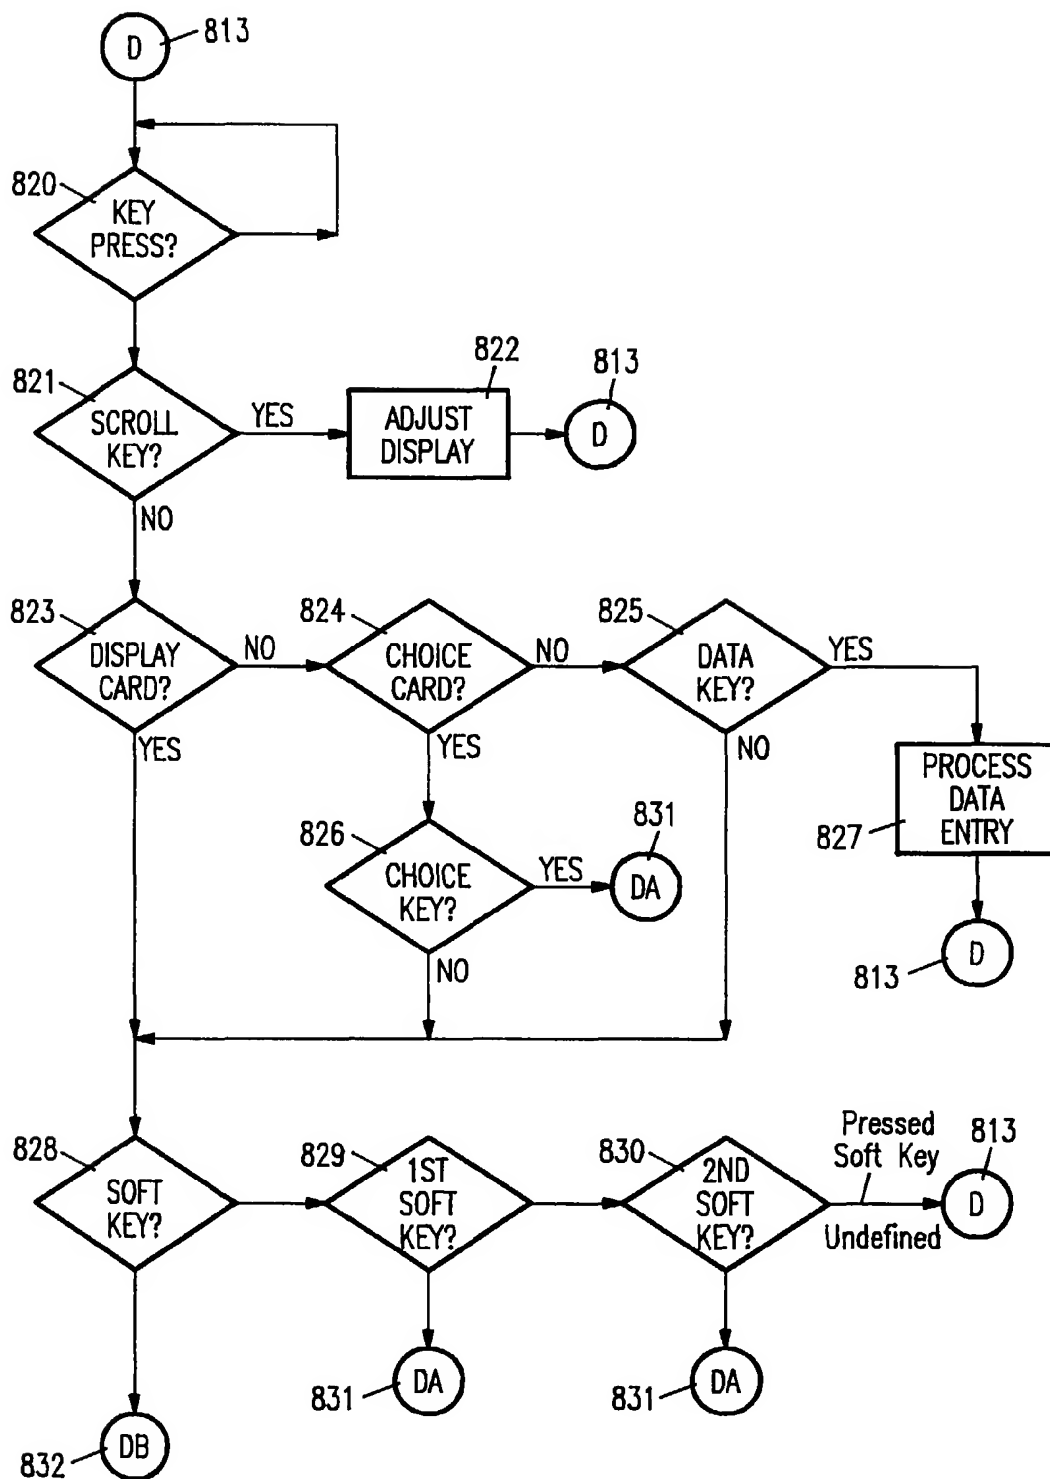 D
813
820
KEY
PRESS?
821
SCROLL
KEY?
YES
NO
822
ADJUST
DISPLAY
813
D
823
DISPLAY
CARD?
NO
YES
824
CHOICE
CARD?
NO
YES
825
DATA
KEY?
YES
NO
PROCESS
DATA
ENTRY
827
826
CHOICE
KEY?
YES
NO
831
DA
D
813
828
SOFT
KEY?
829
1ST
SOFT
KEY?
830
2ND
SOFT
KEY?
Pressed
Soft Key
Undefined
813
D
DA
831
DA
831
DB
832